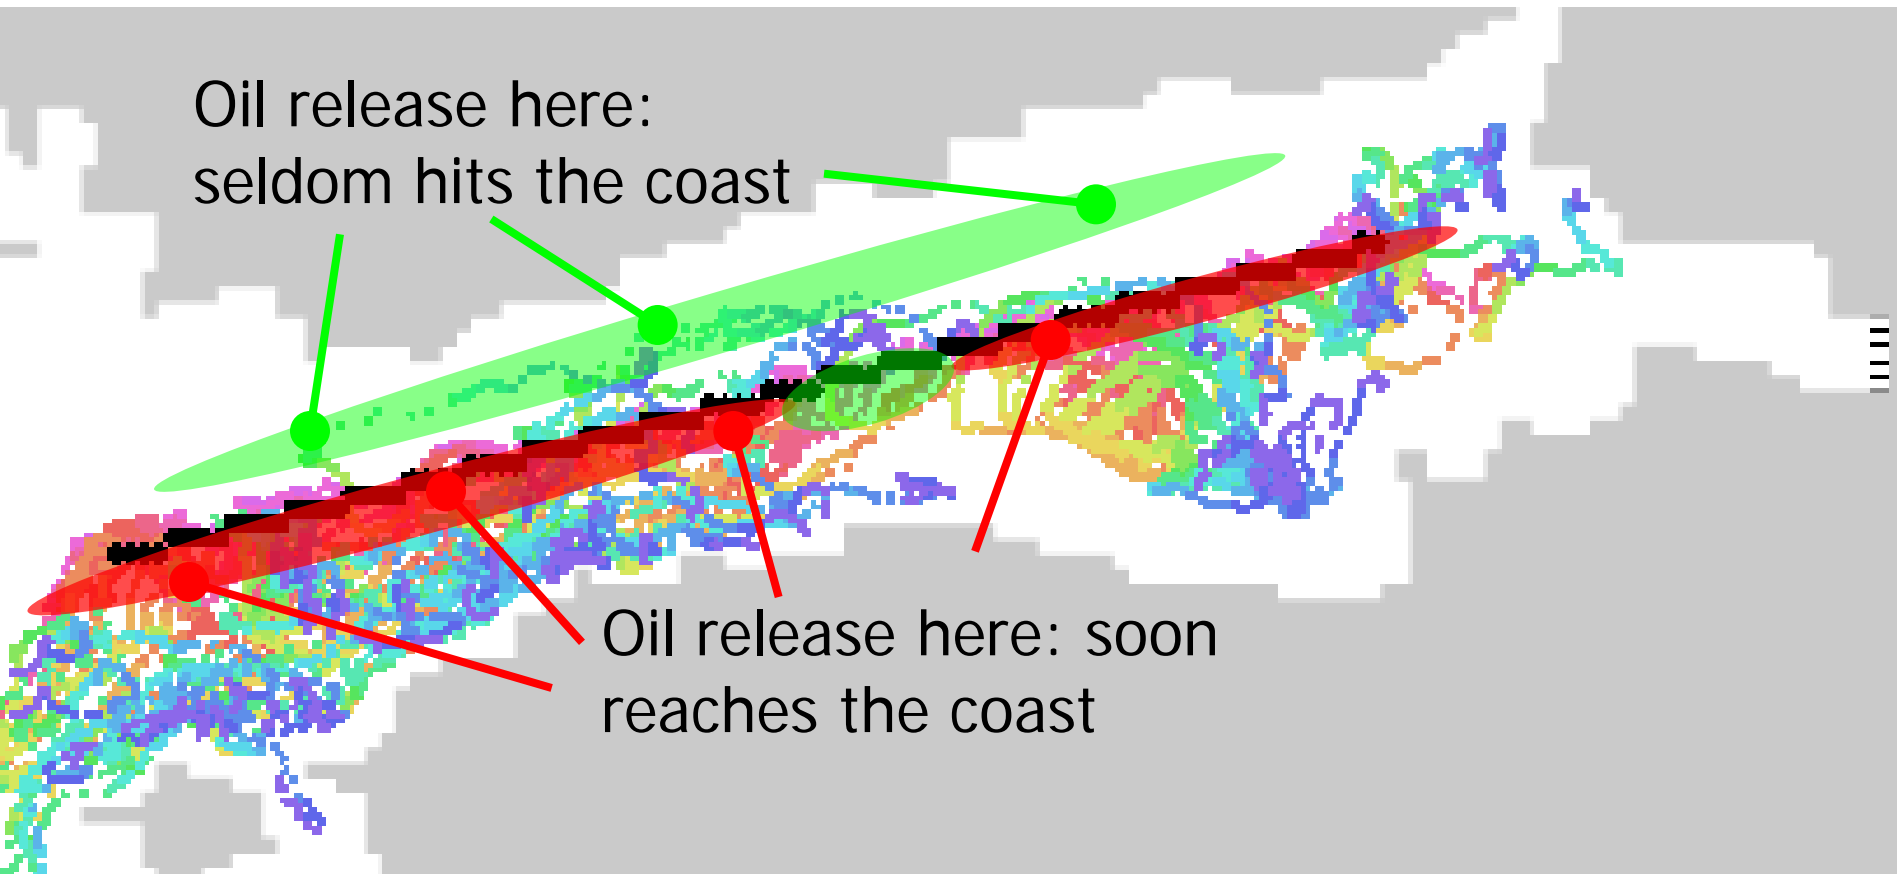 Oil release here:
seldom hits the coast
Oil release here: soon
reaches the coast